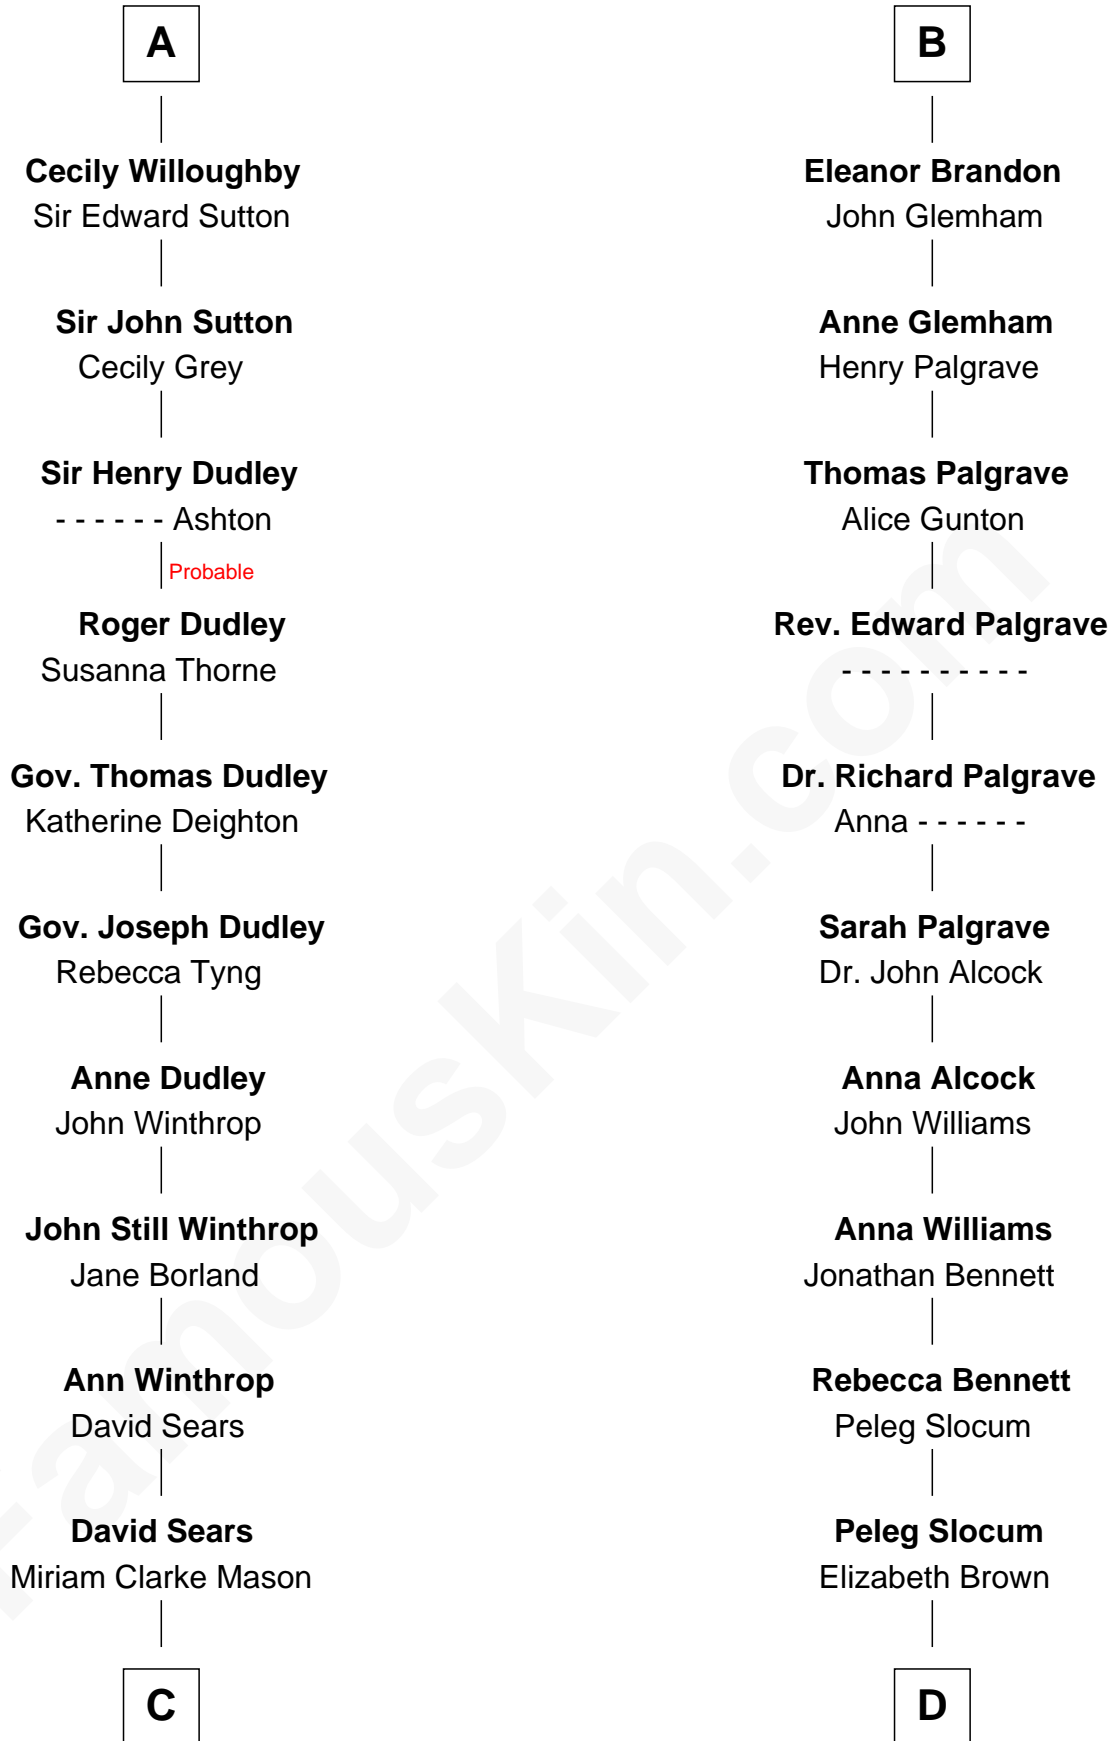 A
Cecily Willoughby
Sir Edward Sutton
Sir John Sutton
Cecily Grey
Sir Henry Dudley
- - - - - - Ashton
Probable
Roger Dudley
Susanna Thorne
Gov. Thomas Dudley
Katherine Deighton
Gov. Joseph Dudley
Rebecca Tyng
Anne Dudley
John Winthrop
John Still Winthrop
Jane Borland
Ann Winthrop
David Sears
David Sears
Miriam Clarke Mason
C
B
Eleanor Brandon
John Glemham
Anne Glemham
Henry Palgrave
Thomas Palgrave
Alice Gunton
Rev. Edward Palgrave
- - - - - - - - - -
Dr. Richard Palgrave
Anna - - - - - -
Sarah Palgrave
Dr. John Alcock
Anna Alcock
John Williams
Anna Williams
Jonathan Bennett
Rebecca Bennett
Peleg Slocum
Peleg Slocum
Elizabeth Brown
D
FamousKin.com